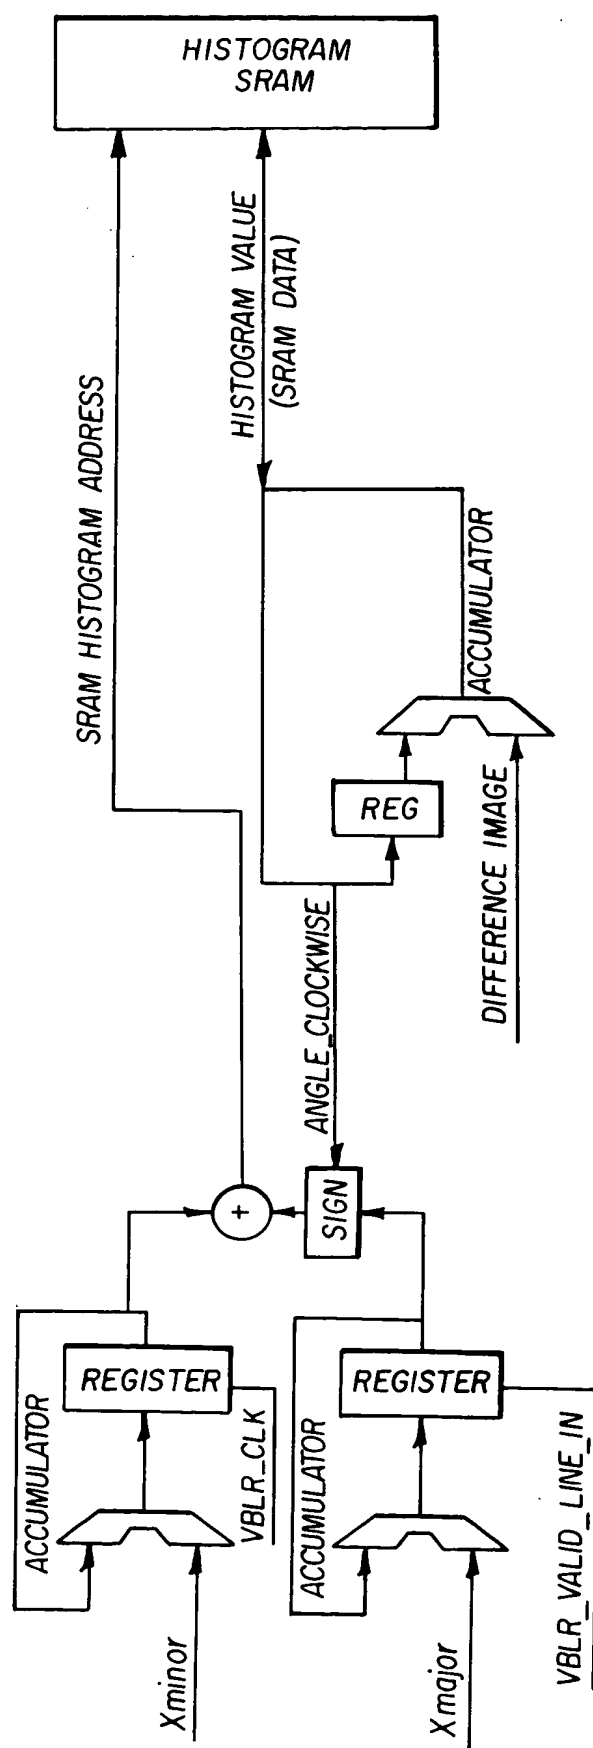 HISTOGRAM
SRAM
SRAM HISTOGRAM ADDRESS
HISTOGRAM VALUE
(SRAM DATA)
ACCUMULATOR
REG
DIFFERENCE IMAGE
ANGLE_CLOCKWISE
+
SIGN
ACCUMULATOR
REGISTER
VBLR_CLK
Xminor
ACCUMULATOR
REGISTER
VBLR_VALID_LINE_IN
Xmajor